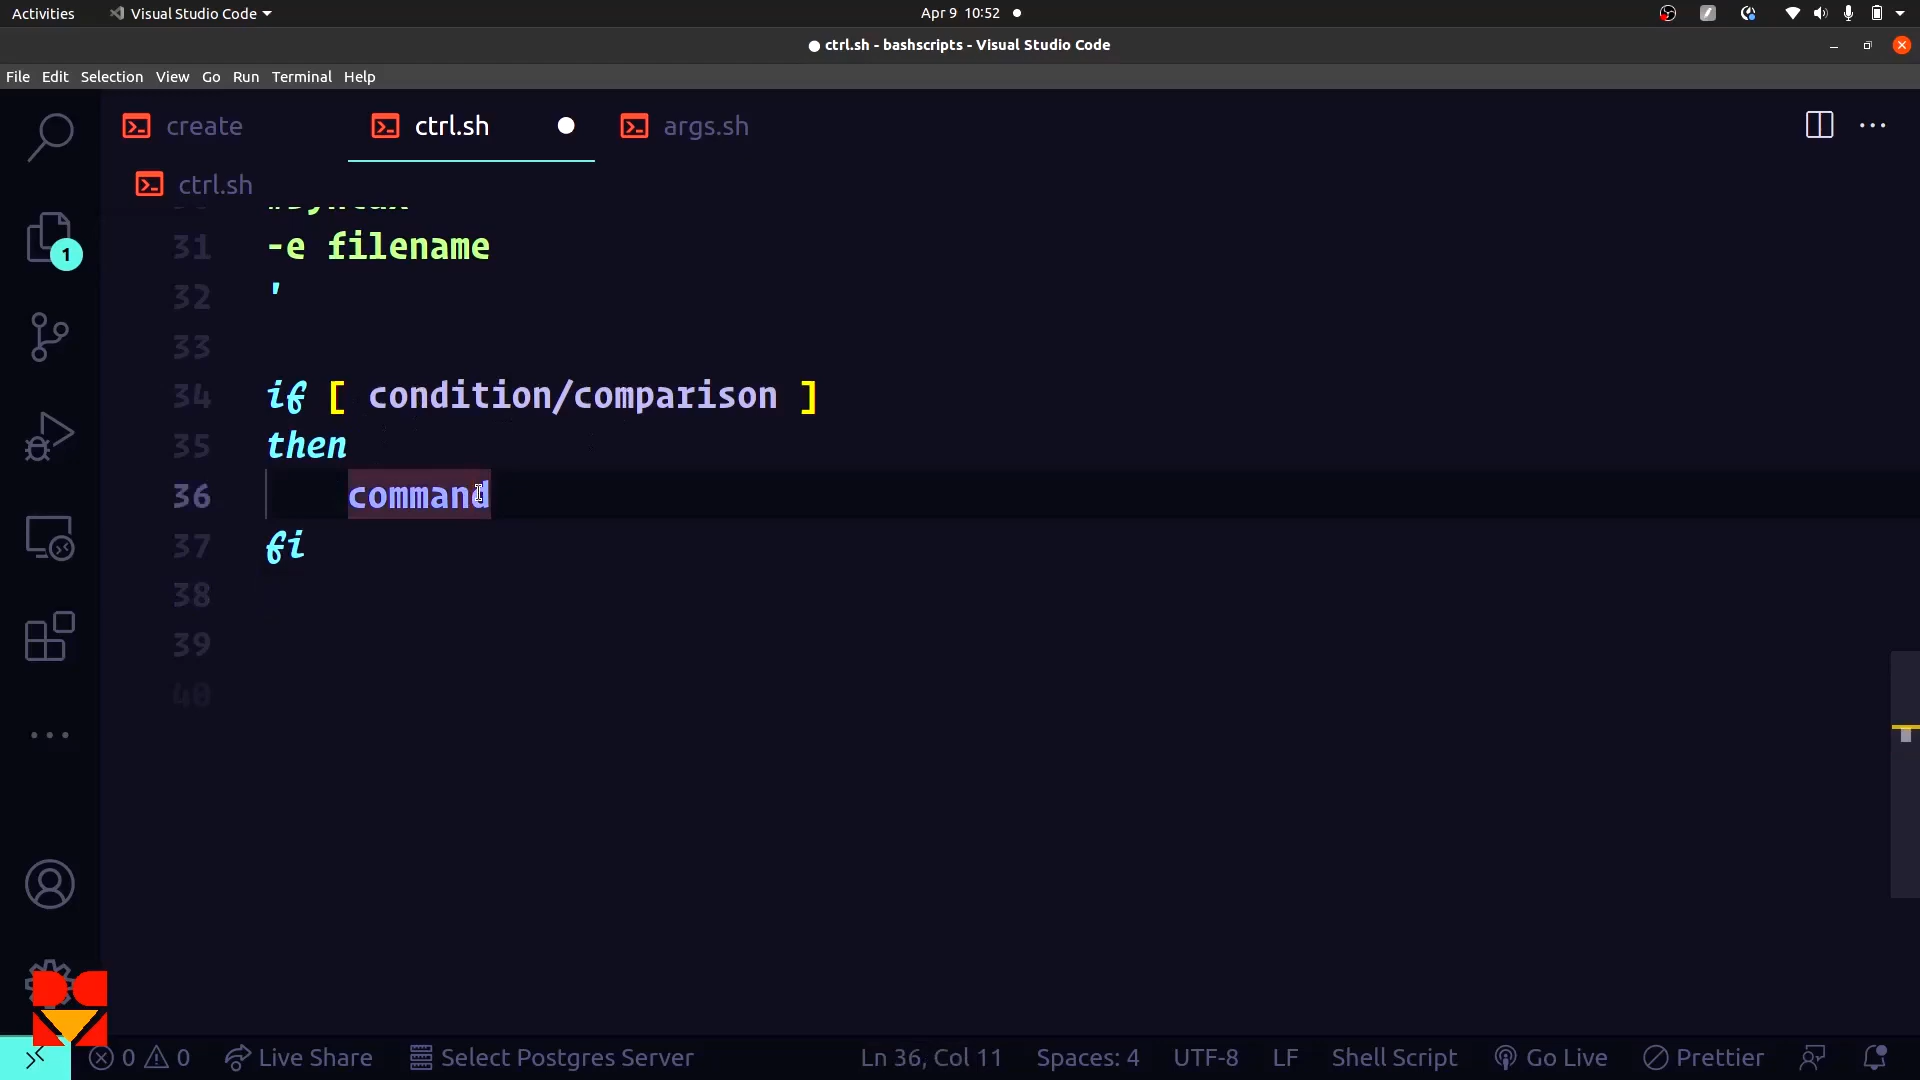 Activities Visual Studio Code Apr 9 10:52
ctrl.sh - bashscripts - Visual Studio Code
File Edit Selection View Go Run Terminal Help
create ctrl.sh args.sh
ctrl.sh
31 -e filename
32 '
33
34 if [ condition/comparison ]
35 then
36 command
37 fi
38
39
40
1
0 0 Live Share Select Postgres Server Ln 36, Col 11 Spaces: 4 UTF-8 LF Shell Script Go Live Prettier